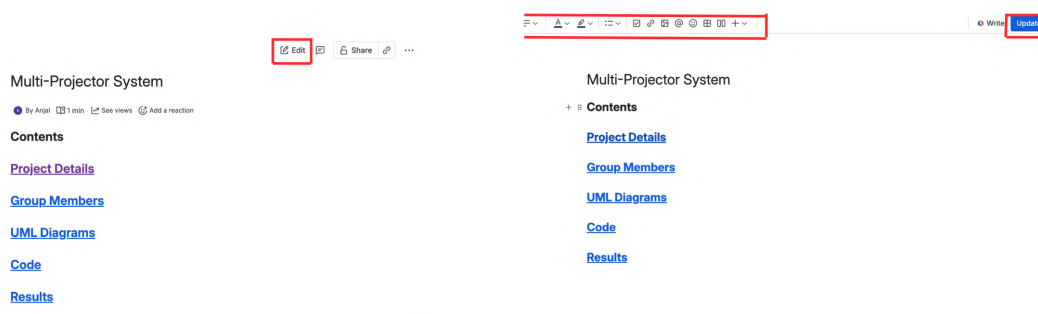 Edit
Share
Multi-Projector System
By Anjal 1 min See views Add a reaction
Contents
Project Details
Group Members
UML Diagrams
Code
Results
Write Update
Multi-Projector System
Contents
Project Details
Group Members
UML Diagrams
Code
Results